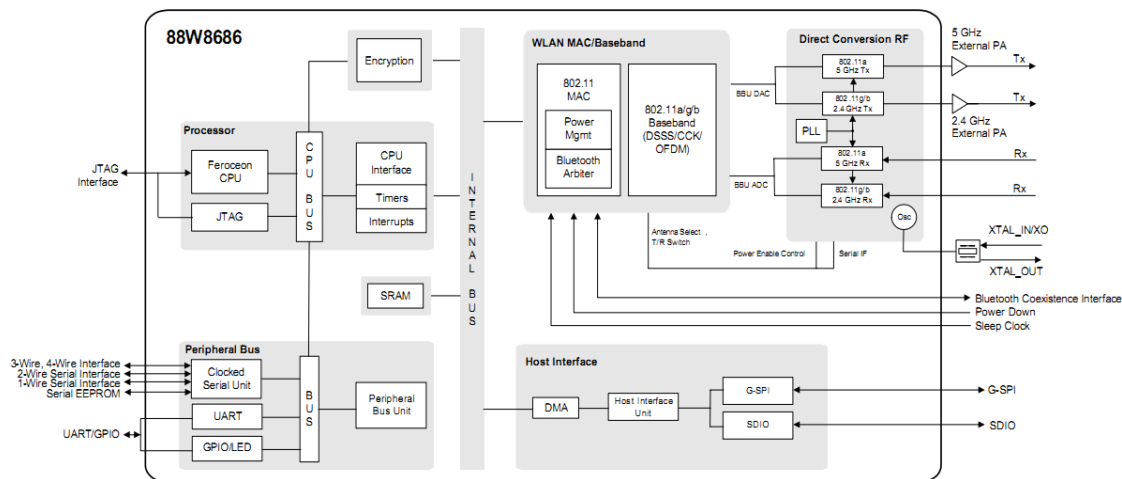 88W8686
Encryption
WLAN MAC/Baseband
802.11
MAC
Power
Mgmt
Bluetooth
Arbiter
802.11a/g/b
Baseband
(DSSS/CCK/
OFDM)
BBU DAC
BBU ADC
Direct Conversion RF
802.11a
5 GHz Tx
802.11g/b
2.4 GHz Tx
PLL
802.11a
5 GHz Rx
802.11g/b
2.4 GHz Rx
Osc
5 GHz
External PA
Tx
Tx
2.4 GHz
External PA
Rx
Rx
XTAL_IN/XO
XTAL_OUT
Antenna Select ,
T/R Switch
Power Enable Control
Serial IF
Bluetooth Coexistence Interface
Power Down
Sleep Clock
Processor
JTAG
Interface
Feroceon
CPU
JTAG
CPU BUS
CPU
Interface
Timers
Interrupts
INTERNAL BUS
SRAM
Peripheral Bus
3-Wire, 4-Wire Interface
2-Wire Serial Interface
1-Wire Serial Interface
Serial EEPROM
UART/GPIO
Clocked
Serial Unit
UART
GPIO/LED
BUS
Peripheral
Bus Unit
Host Interface
DMA
Host Interface
Unit
G-SPI
SDIO
G-SPI
SDIO